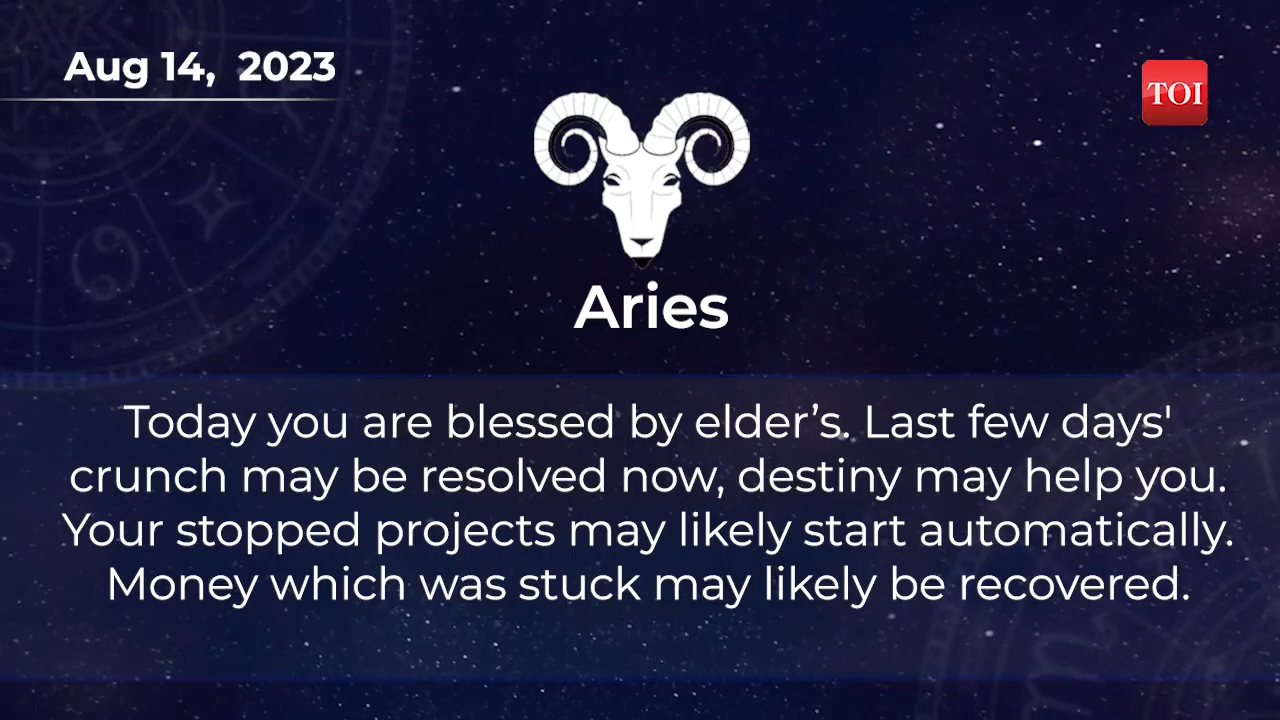 Aug 14, 2023
TOI
Aries
Today you are blessed by elder’s. Last few days'
crunch may be resolved now, destiny may help you.
Your stopped projects may likely start automatically.
Money which was stuck may likely be recovered.